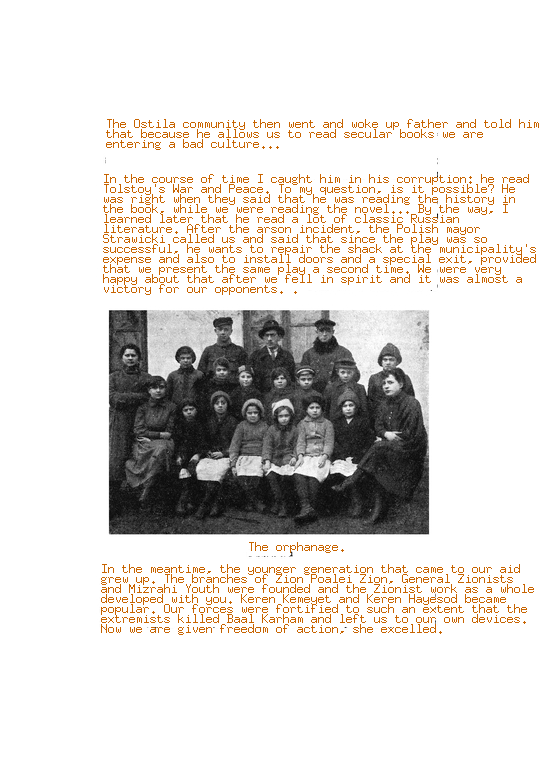 The Ostila community then went and woke up father and told him
that because he allows us to read secular books we are
entering a bad culture...
In the course of time I caught him in his corruption: he read
Tolstoy's War and Peace. To my question, is it possible? He
was right when they said that he was reading the history in
the book, while we were reading the novel... By the way, I
learned later that he read a lot of classic Russian
literature. After the arson incident, the Polish mayor
Strawicki called us and said that since the play was so
successful, he wants to repair the shack at the municipality's
expense and also to install doors and a special exit, provided
that we present the same play a second time. We were very
happy about that after we fell in spirit and it was almost a
victory for our opponents. .
The orphanage.
In the meantime, the younger generation that came to our aid
grew up. The branches of Zion Poalei Zion, General Zionists
and Mizrahi Youth were founded and the Zionist work as a whole
developed with you. Keren Kemeyet and Keren Hayesod became
popular. Our forces were fortified to such an extent that the
extremists killed Baal Karham and left us to our own devices.
Now we are given freedom of action, she excelled.